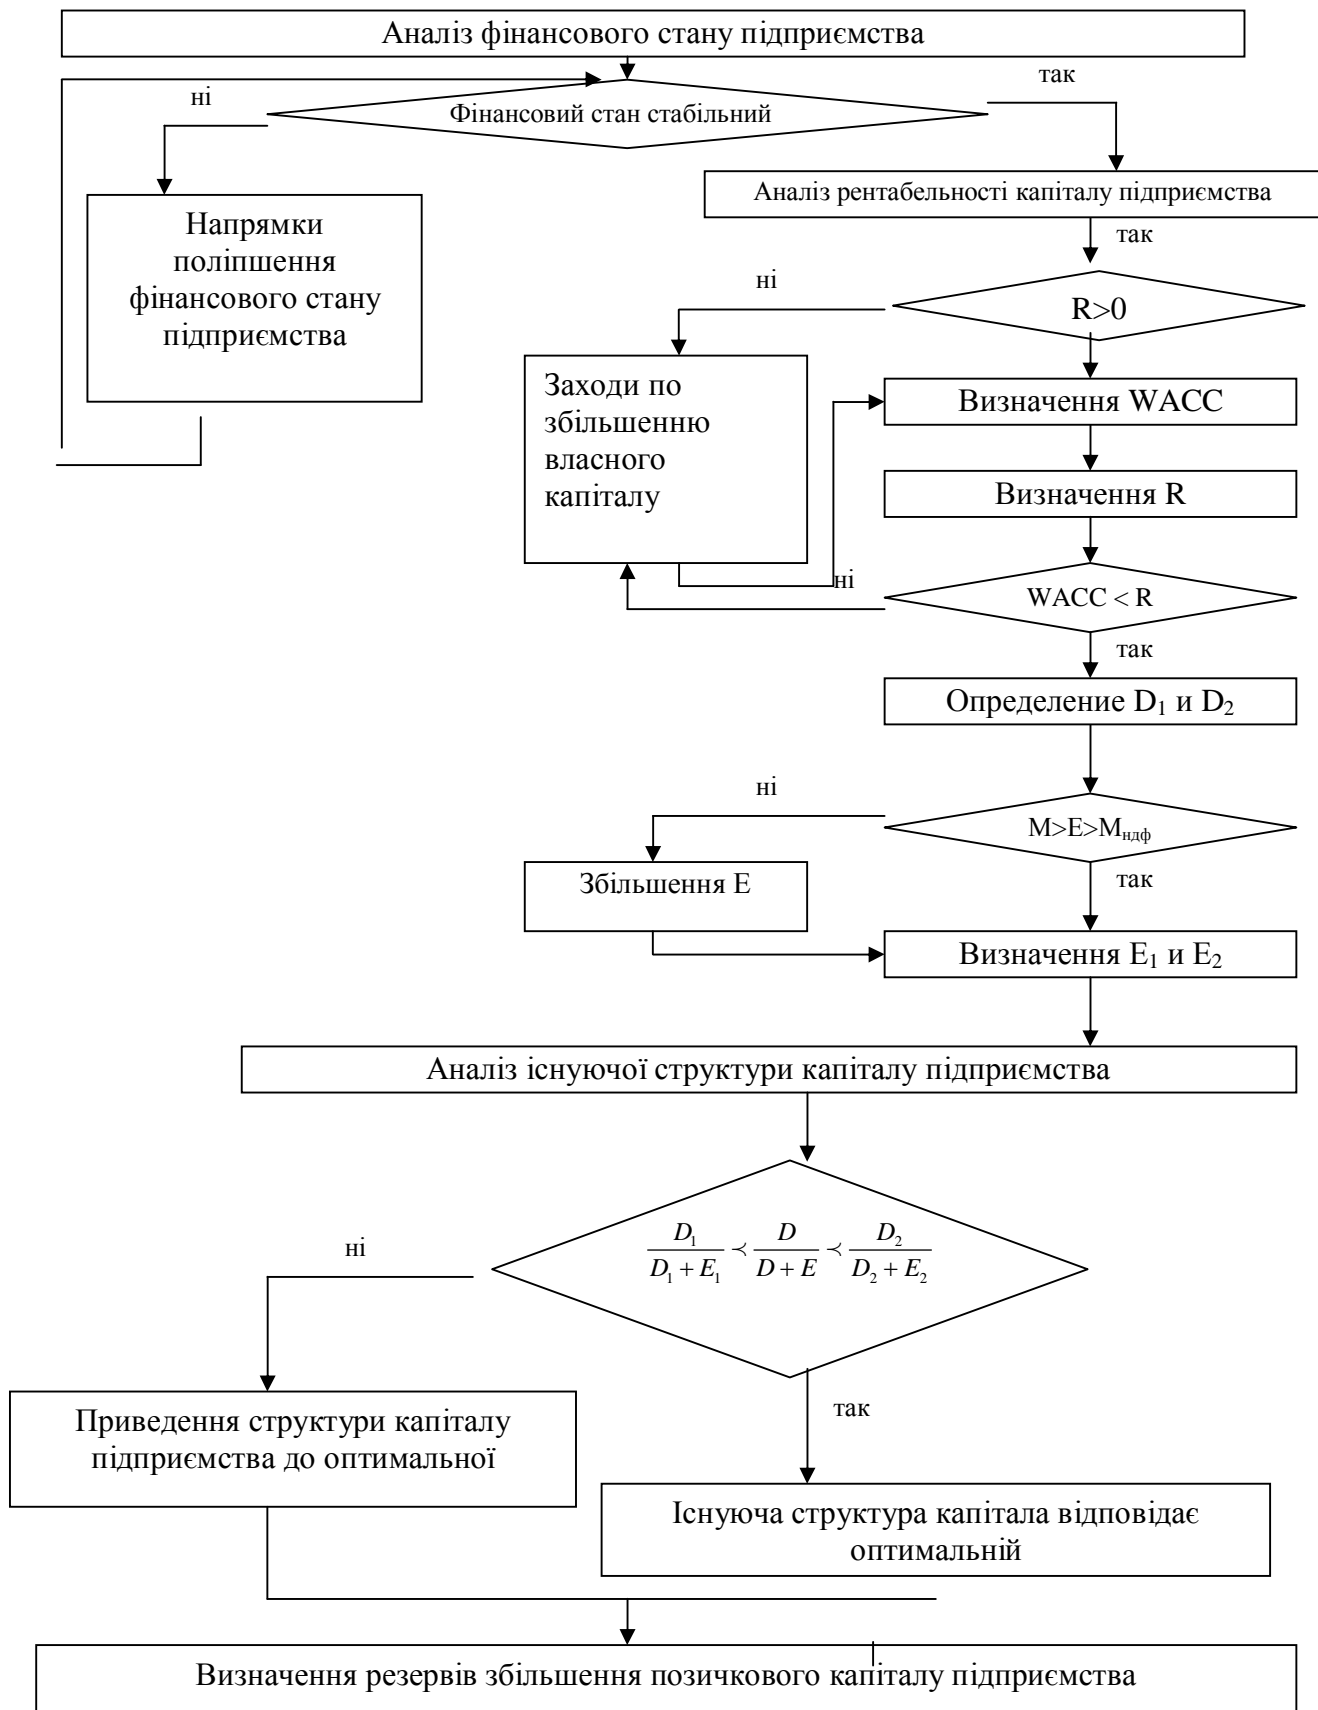 Аналіз фінансового стану підприємства
так
ні
Фінансовий стан стабільний
Аналіз рентабельності капіталу підприємства
Напрямки
поліпшення
фінансового стану
підприємства
так
ні
R>0
Заходи по
збільшенню
власного
капіталу
Визначення WACC
Визначення R
ні
WACC < R
так
Определение D₁ и D₂
ні
M>E>Mндф
Збільшення E
так
Визначення E₁ и E₂
Аналіз існуючої структури капіталу підприємства
D₁/(D₁ + E₁) ≺ D/(D + E) ≺ D₂/(D₂ + E₂)
ні
так
Приведення структури капіталу
підприємства до оптимальної
Існуюча структура капітала відповідає
оптимальній
Визначення резервів збільшення позичкового капіталу підприємства